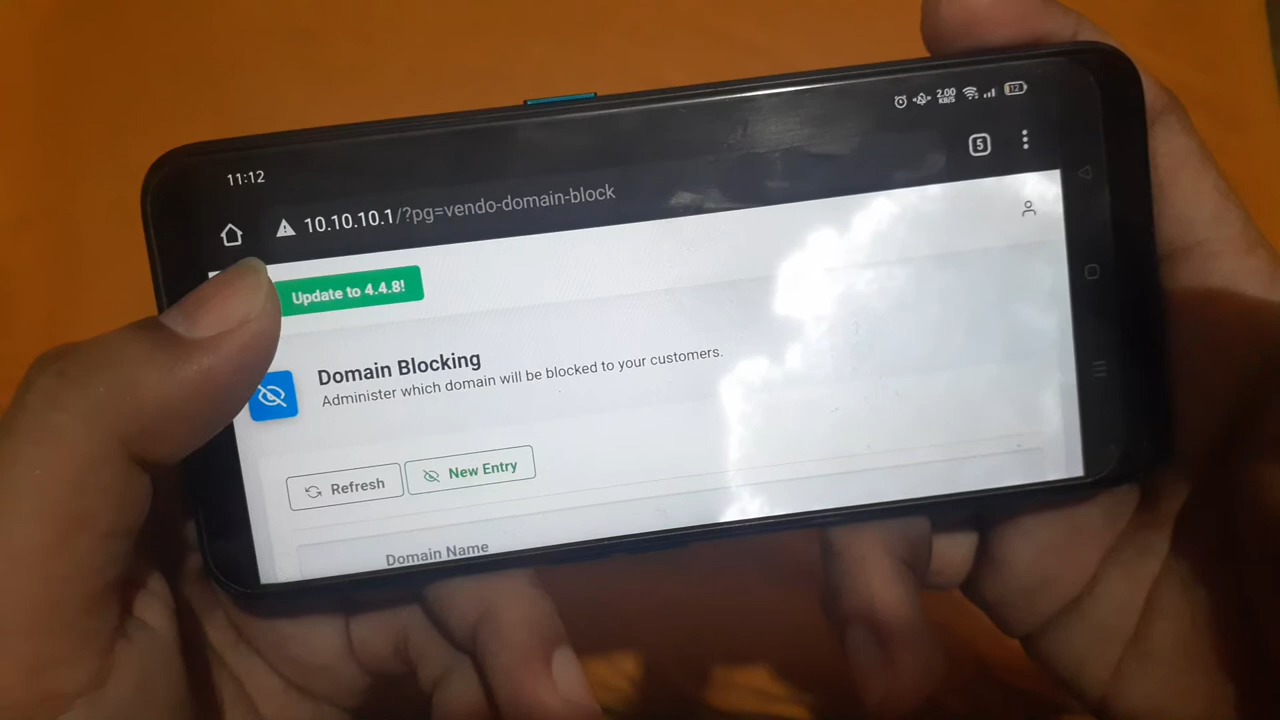 11:12
2.00
KB/S
12
5
10.10.10.1/?pg=vendo-domain-block
Update to 4.4.8!
Domain Blocking
Administer which domain will be blocked to your customers.
Refresh
New Entry
Domain Name